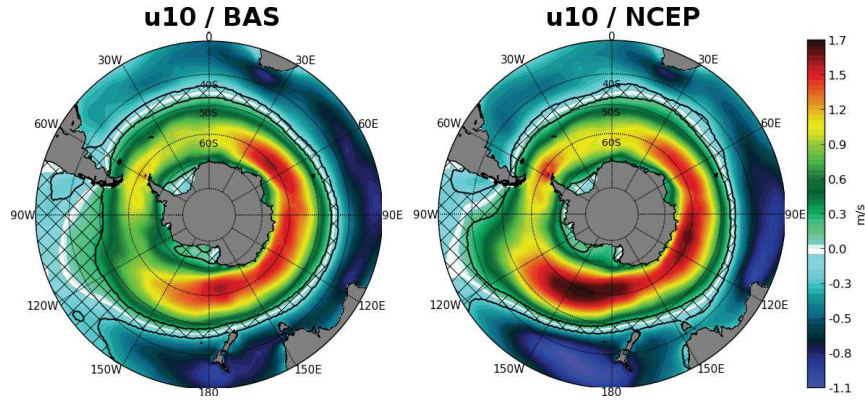 u10 / BAS
u10 / NCEP
0
30W
30E
60W
60E
90W
90E
120W
120E
150W
150E
180
40S
50S
60S
0
30W
30E
60W
60E
90W
90E
120W
120E
150W
150E
180
40S
50S
60S
1.7
1.5
1.2
0.9
0.6
0.3
0.0
-0.3
-0.5
-0.8
-1.1
m/s